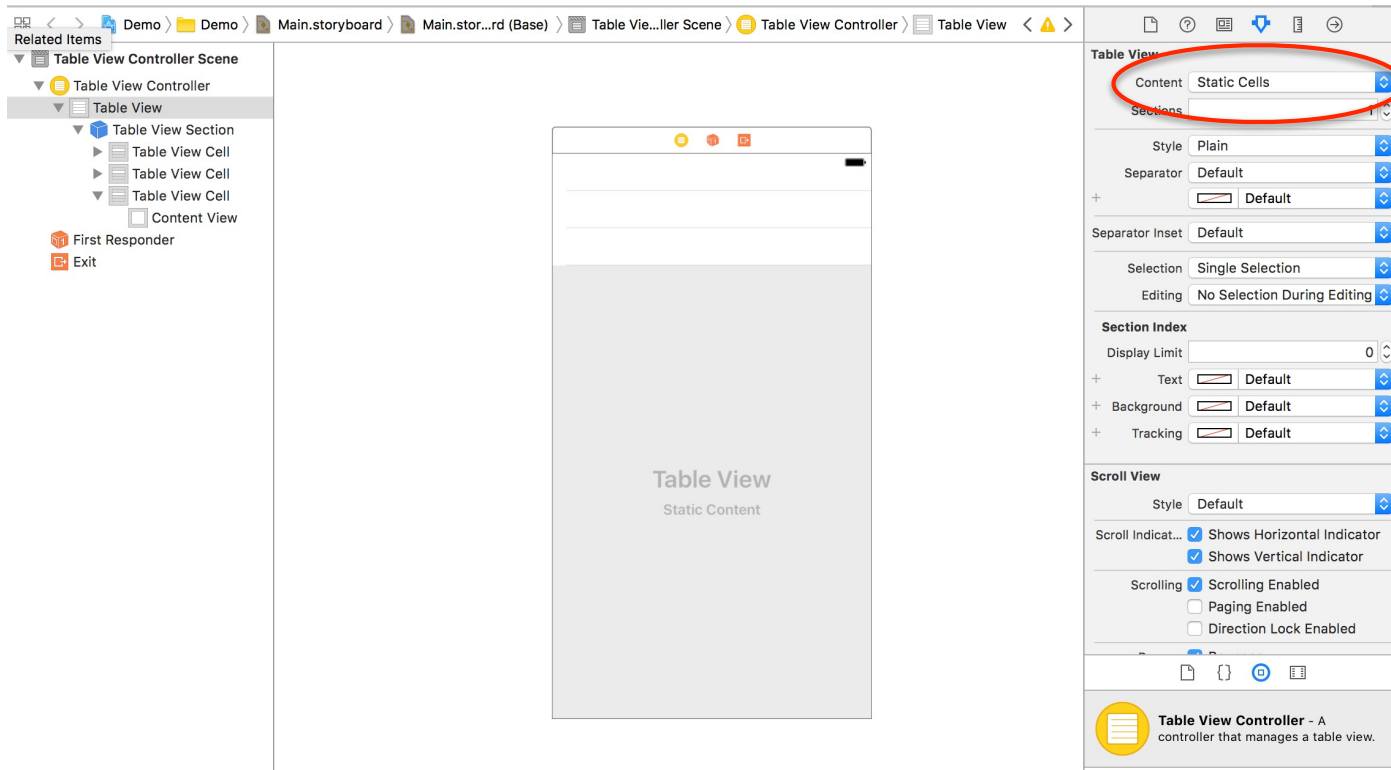 Demo Demo Main.storyboard Main.stor...rd (Base) Table Vie...ller Scene Table View Controller Table View
Related Items
Table View Controller Scene
Table View Controller
Table View
Table View Section
Table View Cell
Table View Cell
Table View Cell
Content View
First Responder
Exit
Table View
Static Content
Table View
Content Static Cells
Sections 1
Style Plain
Separator Default
+ Default
Separator Inset Default
Selection Single Selection
Editing No Selection During Editing
Section Index
Display Limit 0
+ Text Default
+ Background Default
+ Tracking Default
Scroll View
Style Default
Scroll Indicat... Shows Horizontal Indicator
Shows Vertical Indicator
Scrolling Scrolling Enabled
Paging Enabled
Direction Lock Enabled
Table View Controller - A
controller that manages a table view.